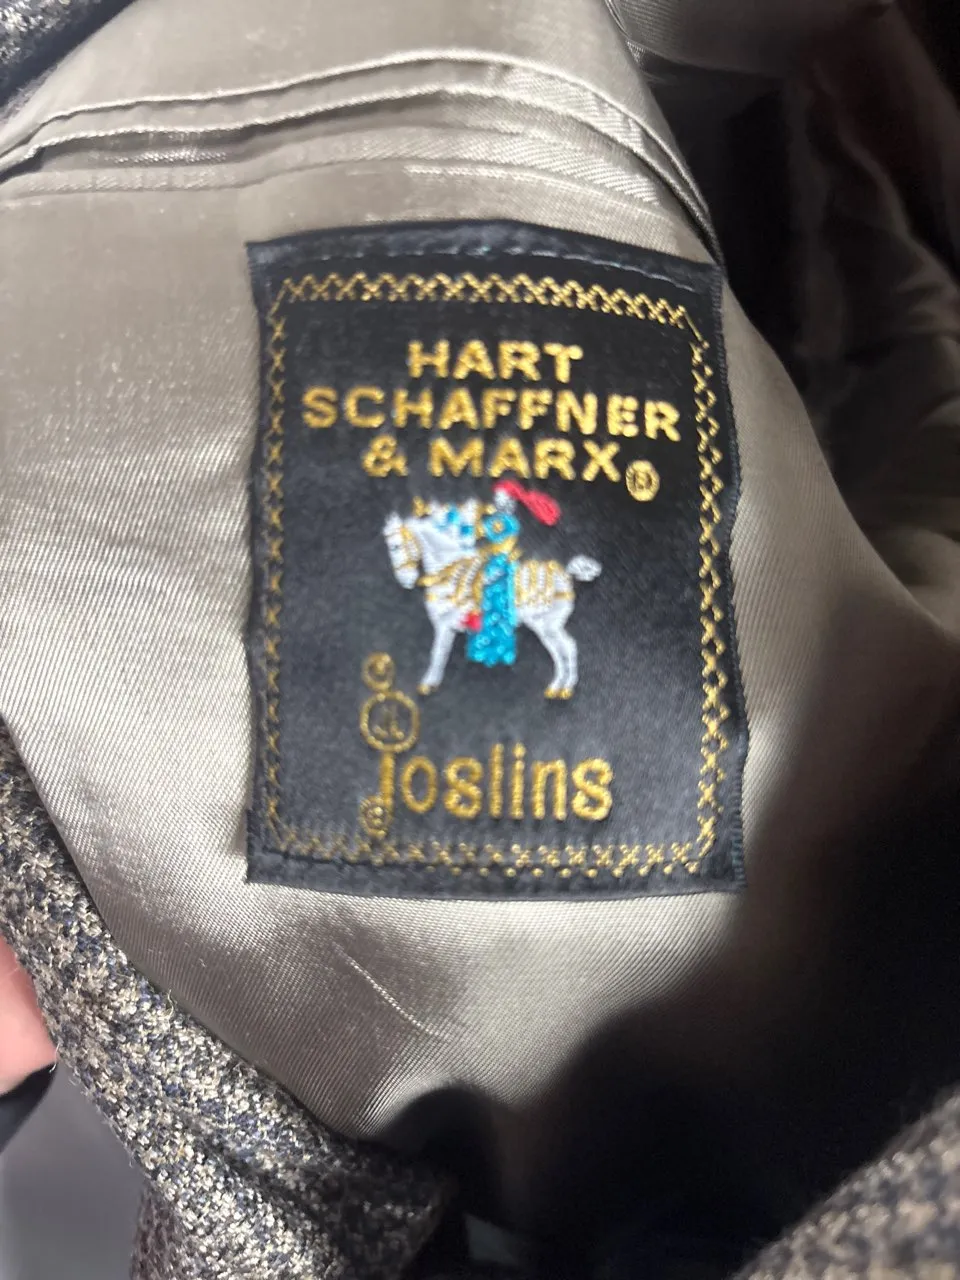 HART
SCHAFFNER
& MARX®
Joslins